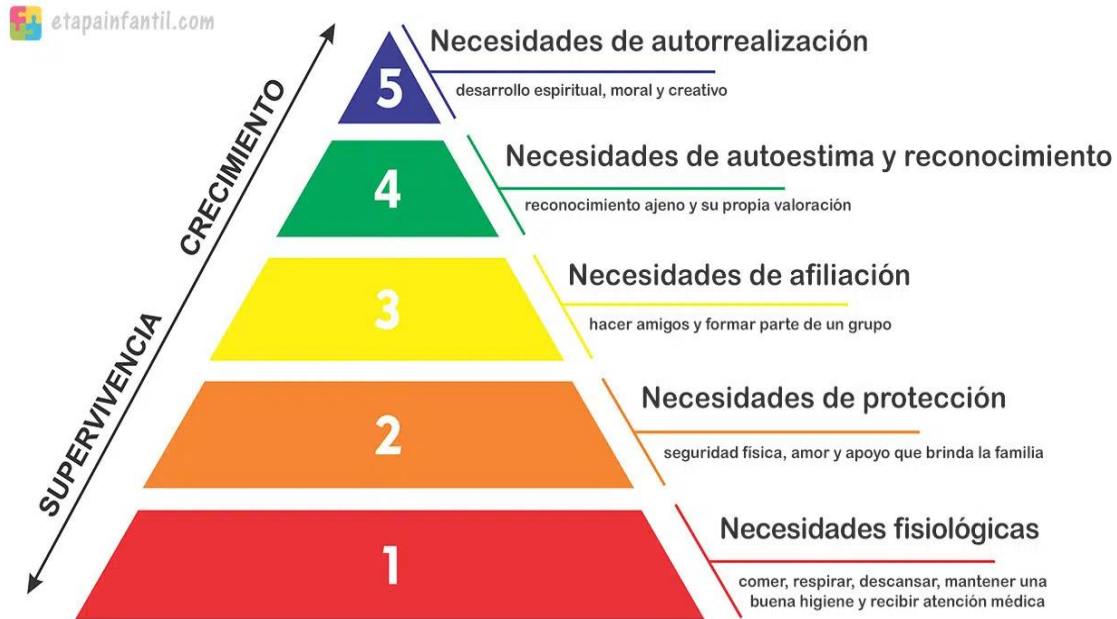 etapainfantil.com
CRECIMIENTO
SUPERVIVENCIA
5
Necesidades de autorrealización
desarrollo espiritual, moral y creativo
4
Necesidades de autoestima y reconocimiento
reconocimiento ajeno y su propia valoración
3
Necesidades de afiliación
hacer amigos y formar parte de un grupo
2
Necesidades de protección
seguridad física, amor y apoyo que brinda la familia
1
Necesidades fisiológicas
comer, respirar, descansar, mantener una
buena higiene y recibir atención médica